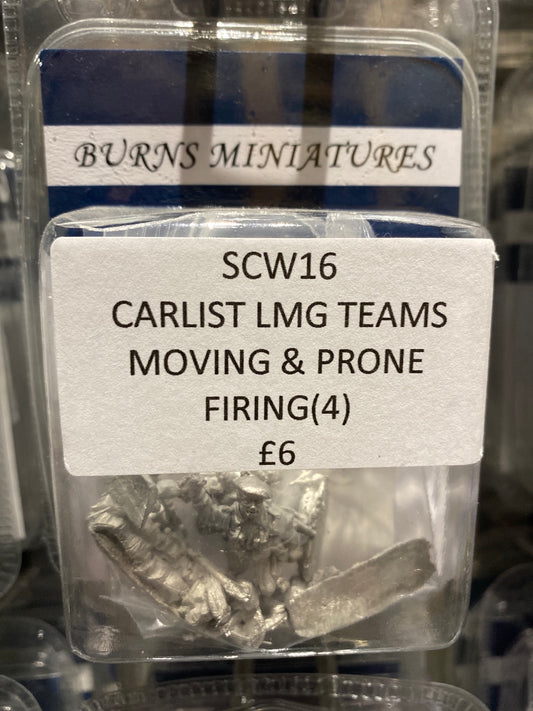 BURNS MINIATURES
SCW16
CARLIST LMG TEAMS
MOVING & PRONE
FIRING(4)
£6